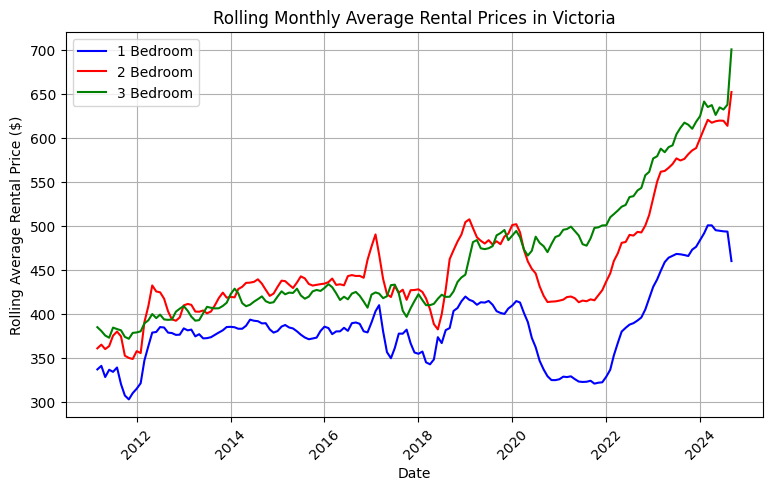 Rolling Monthly Average Rental Prices in Victoria
1 Bedroom
2 Bedroom
3 Bedroom
Rolling Average Rental Price ($)
700
650
600
550
500
450
400
350
300
2012
2014
2016
2018
2020
2022
2024
Date